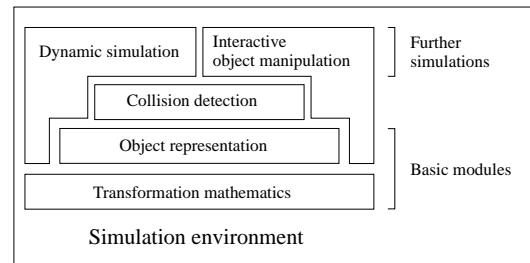 Dynamic simulation
Interactive
object manipulation
Further
simulations
Collision detection
Object representation
Basic modules
Transformation mathematics
Simulation environment